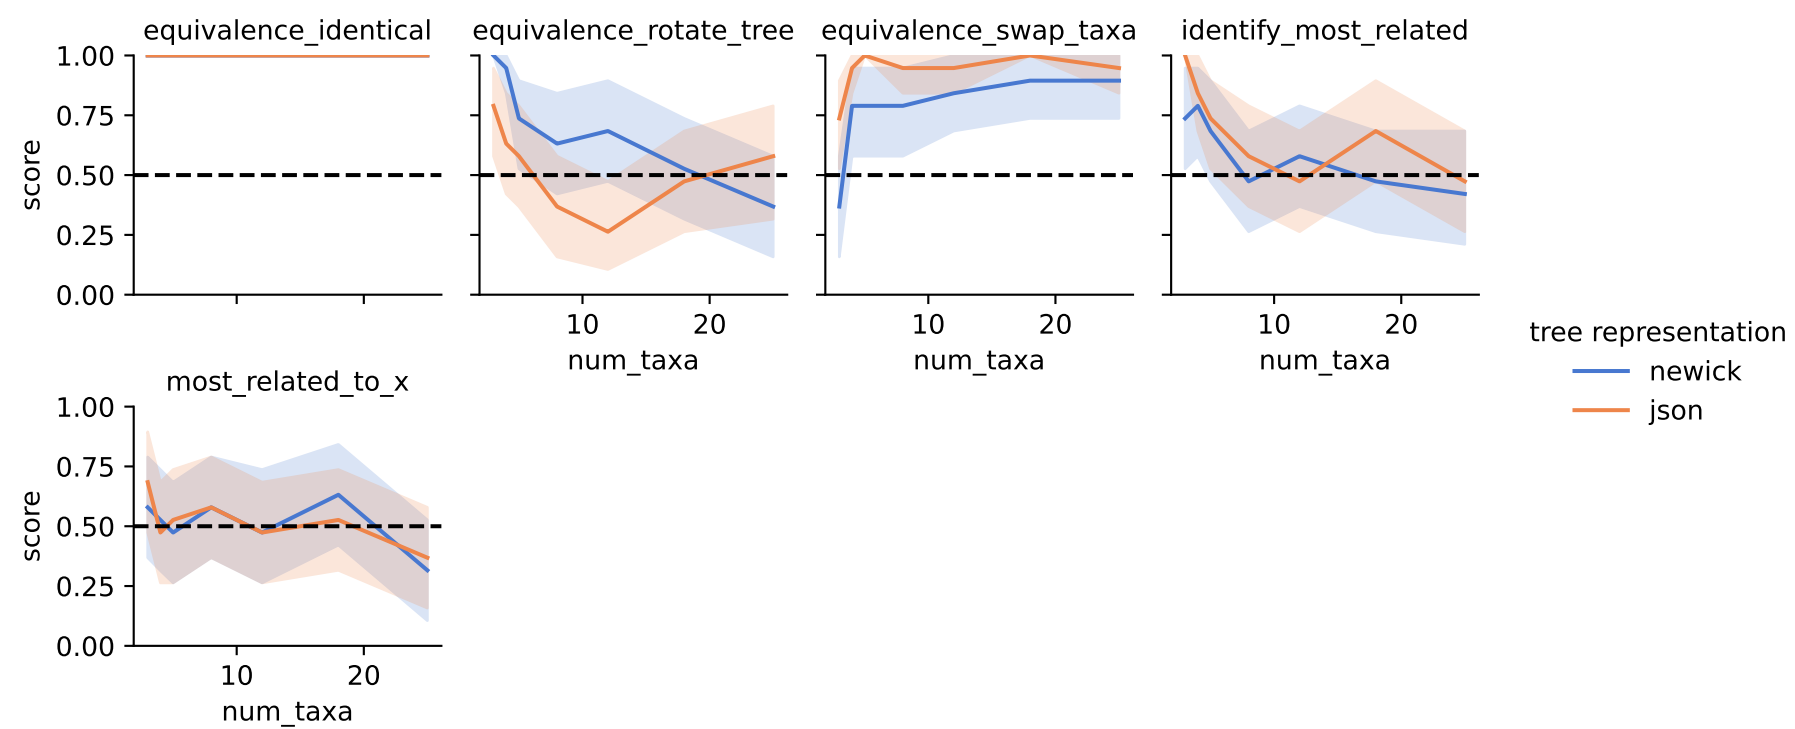 equivalence_identical
equivalence_rotate_tree
equivalence_swap_taxa
identify_most_related
1.00
0.75
0.50
0.25
0.00
score
10
20
num_taxa
10
20
num_taxa
10
20
num_taxa
tree representation
newick
json
most_related_to_x
1.00
0.75
0.50
0.25
0.00
score
10
20
num_taxa